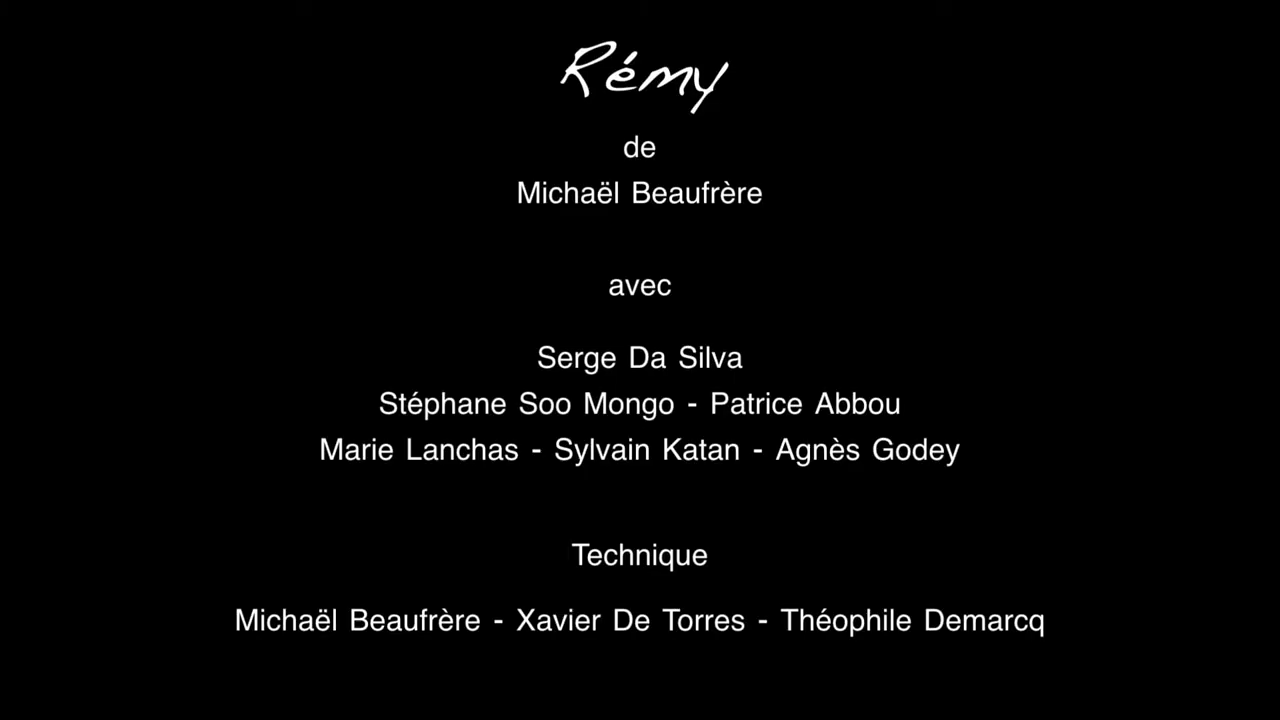 Rémy
de
Michaël Beaufrère
avec
Serge Da Silva
Stéphane Soo Mongo - Patrice Abbou
Marie Lanchas - Sylvain Katan - Agnès Godey
Technique
Michaël Beaufrère - Xavier De Torres - Théophile Demarcq